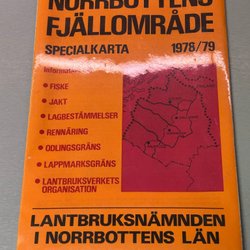 NORRBOTTENS
FJÄLLOMRÅDE
SPECIALKARTA 1978/79
• FISKE
• JAKT
• LAGBESTÄMMELSER
• RENNÄRING
• ODLINGSGRÄNS
• LAPPMARKSGRÄNS
• LANTBRUKSVERKETS
ORGANISATION
LANTBRUKSNÄMNDEN
I NORRBOTTENS LÄN